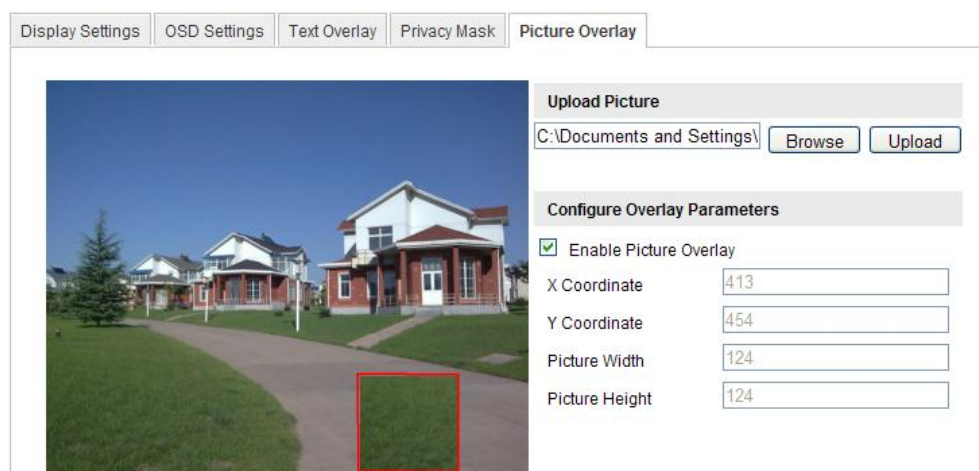 Display Settings
OSD Settings
Text Overlay
Privacy Mask
Picture Overlay
Upload Picture
C:\Documents and Settings\
Browse
Upload
Configure Overlay Parameters
Enable Picture Overlay
X Coordinate 413
Y Coordinate 454
Picture Width 124
Picture Height 124